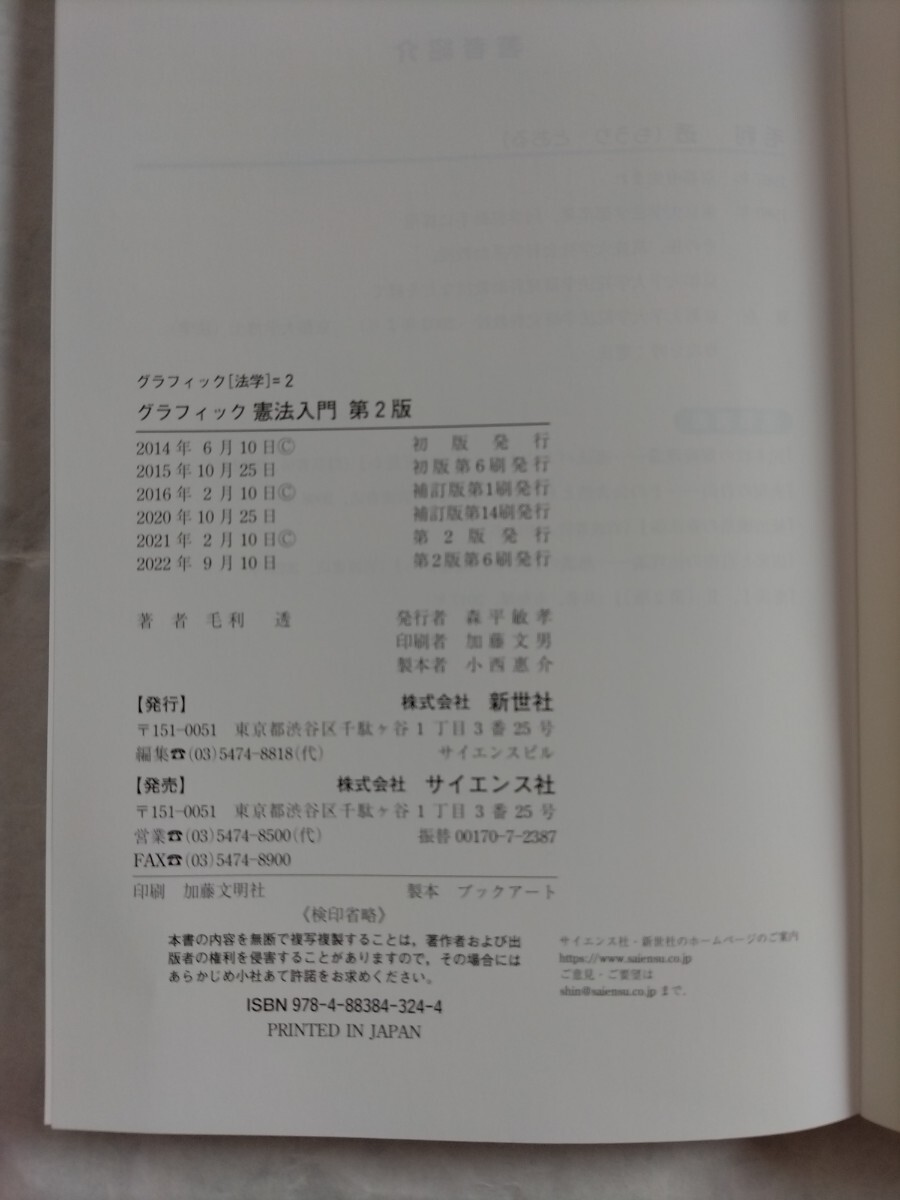 グラフィック[法学]=2
グラフィック 憲法入門 第2版
2014年 6月10日Ⓒ 初版発行
2015年10月25日 初版第6刷発行
2016年 2月10日Ⓒ 補訂版第1刷発行
2020年10月25日 補訂版第14刷発行
2021年 2月10日Ⓒ 第2版発行
2022年 9月10日 第2版第6刷発行
著者 毛利 透 発行者 森平敏孝
印刷者 加藤文男
製本者 小西惠介
【発行】 株式会社 新世社
〒151-0051 東京都渋谷区千駄ヶ谷1丁目3番25号
編集☎(03)5474-8818(代) サイエンスビル
【発売】 株式会社 サイエンス社
〒151-0051 東京都渋谷区千駄ヶ谷1丁目3番25号
営業☎(03)5474-8500(代) 振替00170-7-2387
FAX☎(03)5474-8900
印刷 加藤文明社 製本 ブックアート
《検印省略》
本書の内容を無断で複写複製することは，著作者および出
版者の権利を侵害することがありますので，その場合には
あらかじめ小社あて許諾をお求めください。
ISBN 978-4-88384-324-4
PRINTED IN JAPAN
サイエンス社・新世社のホームページのご案内
https://www.saiensu.co.jp
ご意見・ご要望は
shin@saiensu.co.jp まで．